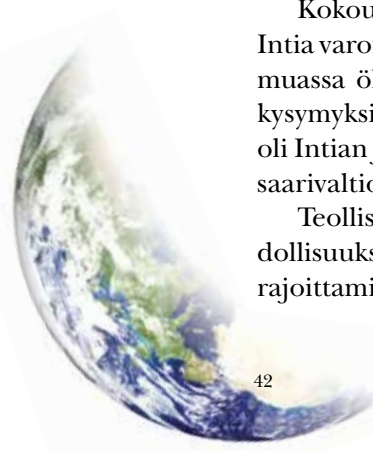 Kokou
Intia varo
muassa öl
kysymyksi
oli Intian j
saarivaltio
Teollis
dollisuuks
rajoittami
42